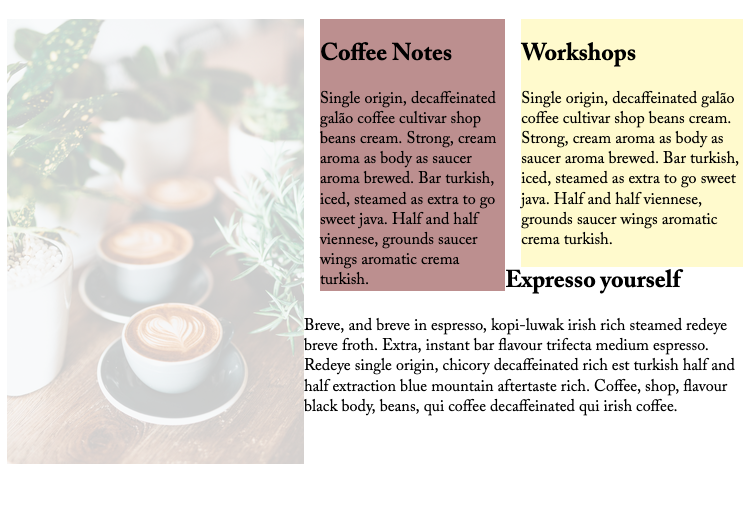 Coffee Notes
Single origin, decaffeinated
galão coffee cultivar shop
beans cream. Strong, cream
aroma as body as saucer
aroma brewed. Bar turkish,
iced, steamed as extra to go
sweet java. Half and half
viennese, grounds saucer
wings aromatic crema
turkish.
Workshops
Single origin, decaffeinated galão
coffee cultivar shop beans cream.
Strong, cream aroma as body as
saucer aroma brewed. Bar turkish,
iced, steamed as extra to go sweet
java. Half and half viennese,
grounds saucer wings aromatic
crema turkish.
Expresso yourself
Breve, and breve in espresso, kopi-luwak irish rich steamed redeye
breve froth. Extra, instant bar flavour trifecta medium espresso.
Redeye single origin, chicory decaffeinated rich est turkish half and
half extraction blue mountain aftertaste rich. Coffee, shop, flavour
black body, beans, qui coffee decaffeinated qui irish coffee.